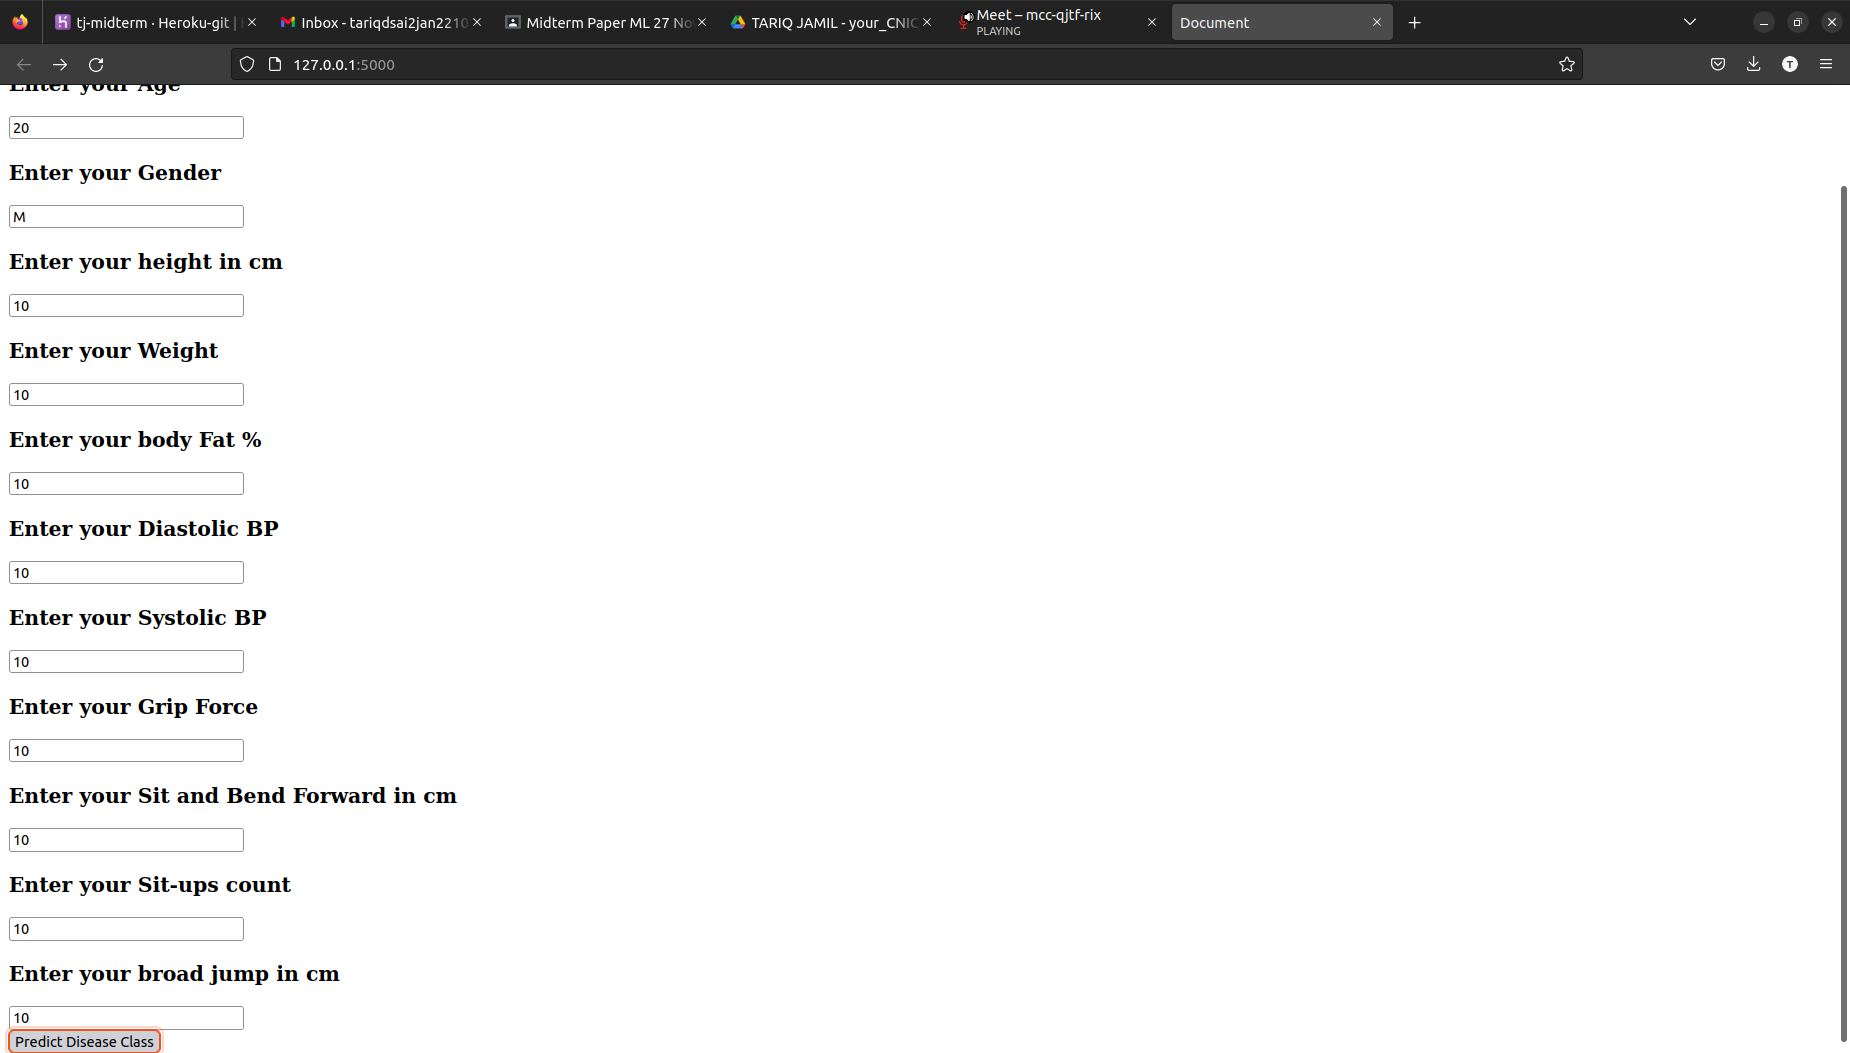 tj-midterm · Heroku-git |
Inbox - tariqdsai2jan2210
Midterm Paper ML 27 No
TARIQ JAMIL - your_CNIC
Meet – mcc-qjtf-rix
PLAYING
Document
127.0.0.1:5000
T
Enter your Age
20
Enter your Gender
M
Enter your height in cm
10
Enter your Weight
10
Enter your body Fat %
10
Enter your Diastolic BP
10
Enter your Systolic BP
10
Enter your Grip Force
10
Enter your Sit and Bend Forward in cm
10
Enter your Sit-ups count
10
Enter your broad jump in cm
10
Predict Disease Class